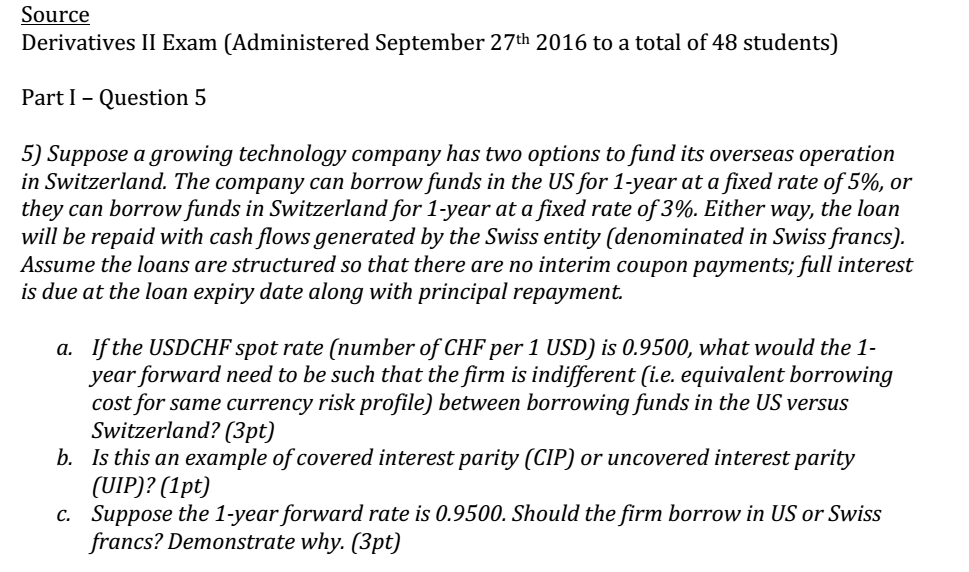 Source
Derivatives II Exam (Administered September 27th 2016 to a total of 48 students)
Part I – Question 5
5) Suppose a growing technology company has two options to fund its overseas operation
in Switzerland. The company can borrow funds in the US for 1-year at a fixed rate of 5%, or
they can borrow funds in Switzerland for 1-year at a fixed rate of 3%. Either way, the loan
will be repaid with cash flows generated by the Swiss entity (denominated in Swiss francs).
Assume the loans are structured so that there are no interim coupon payments; full interest
is due at the loan expiry date along with principal repayment.
a. If the USDCHF spot rate (number of CHF per 1 USD) is 0.9500, what would the 1-
year forward need to be such that the firm is indifferent (i.e. equivalent borrowing
cost for same currency risk profile) between borrowing funds in the US versus
Switzerland? (3pt)
b. Is this an example of covered interest parity (CIP) or uncovered interest parity
(UIP)? (1pt)
c. Suppose the 1-year forward rate is 0.9500. Should the firm borrow in US or Swiss
francs? Demonstrate why. (3pt)